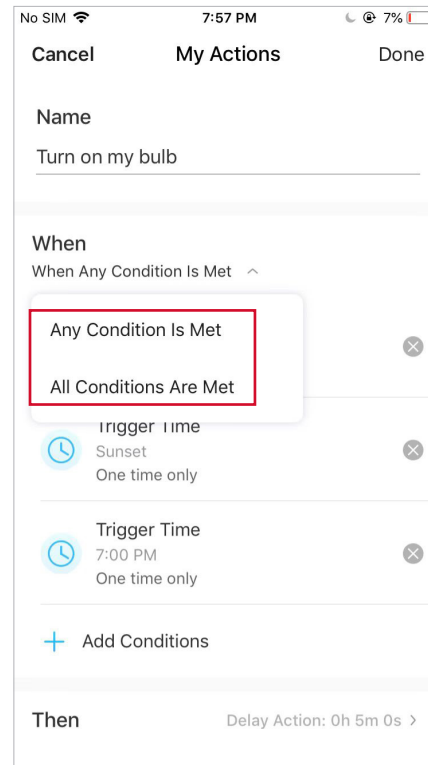 No SIM 7:57 PM 7%
Cancel My Actions Done
Name
Turn on my bulb
When
When Any Condition Is Met
Any Condition Is Met
All Conditions Are Met
Trigger Time
Sunset
One time only
Trigger Time
7:00 PM
One time only
+ Add Conditions
Then Delay Action: 0h 5m 0s >